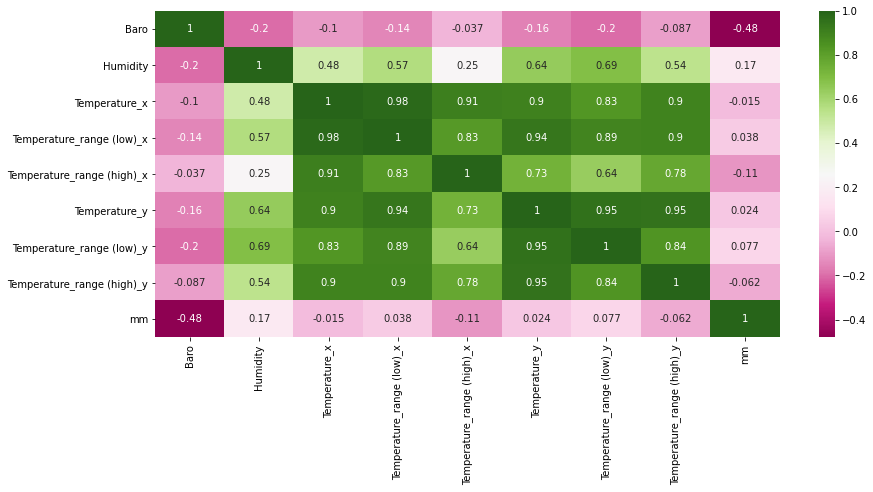 Baro 1 -0.2 -0.1 -0.14 -0.037 -0.16 -0.2 -0.087 -0.48
Humidity -0.2 1 0.48 0.57 0.25 0.64 0.69 0.54 0.17
Temperature_x -0.1 0.48 1 0.98 0.91 0.9 0.83 0.9 -0.015
Temperature_range (low)_x -0.14 0.57 0.98 1 0.83 0.94 0.89 0.9 0.038
Temperature_range (high)_x -0.037 0.25 0.91 0.83 1 0.73 0.64 0.78 -0.11
Temperature_y -0.16 0.64 0.9 0.94 0.73 1 0.95 0.95 0.024
Temperature_range (low)_y -0.2 0.69 0.83 0.89 0.64 0.95 1 0.84 0.077
Temperature_range (high)_y -0.087 0.54 0.9 0.9 0.78 0.95 0.84 1 -0.062
mm -0.48 0.17 -0.015 0.038 -0.11 0.024 0.077 -0.062 1
Baro
Humidity
Temperature_x
Temperature_range (low)_x
Temperature_range (high)_x
Temperature_y
Temperature_range (low)_y
Temperature_range (high)_y
mm
1.0
0.8
0.6
0.4
0.2
0.0
−0.2
−0.4